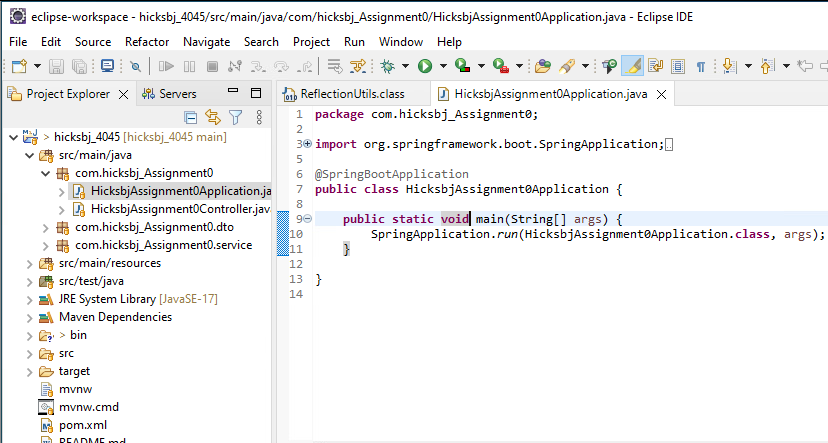 eclipse-workspace - hicksbj_4045/src/main/java/com/hicksbj_Assignment0/HicksbjAssignment0Application.java - Eclipse IDE
File Edit Source Refactor Navigate Search Project Run Window Help
Project Explorer Servers
hicksbj_4045 [hicksbj_4045 main]
src/main/java
com.hicksbj_Assignment0
HicksbjAssignment0Application.ja
HicksbjAssignment0Controller.jav
com.hicksbj_Assignment0.dto
com.hicksbj_Assignment0.service
src/main/resources
src/test/java
JRE System Library [JavaSE-17]
Maven Dependencies
> bin
src
target
mvnw
mvnw.cmd
pom.xml
README.md
ReflectionUtils.class HicksbjAssignment0Application.java
1 package com.hicksbj_Assignment0;
2
3 import org.springframework.boot.SpringApplication;
5
6 @SpringBootApplication
7 public class HicksbjAssignment0Application {
8
9 public static void main(String[] args) {
10 SpringApplication.run(HicksbjAssignment0Application.class, args);
11 }
12
13 }
14